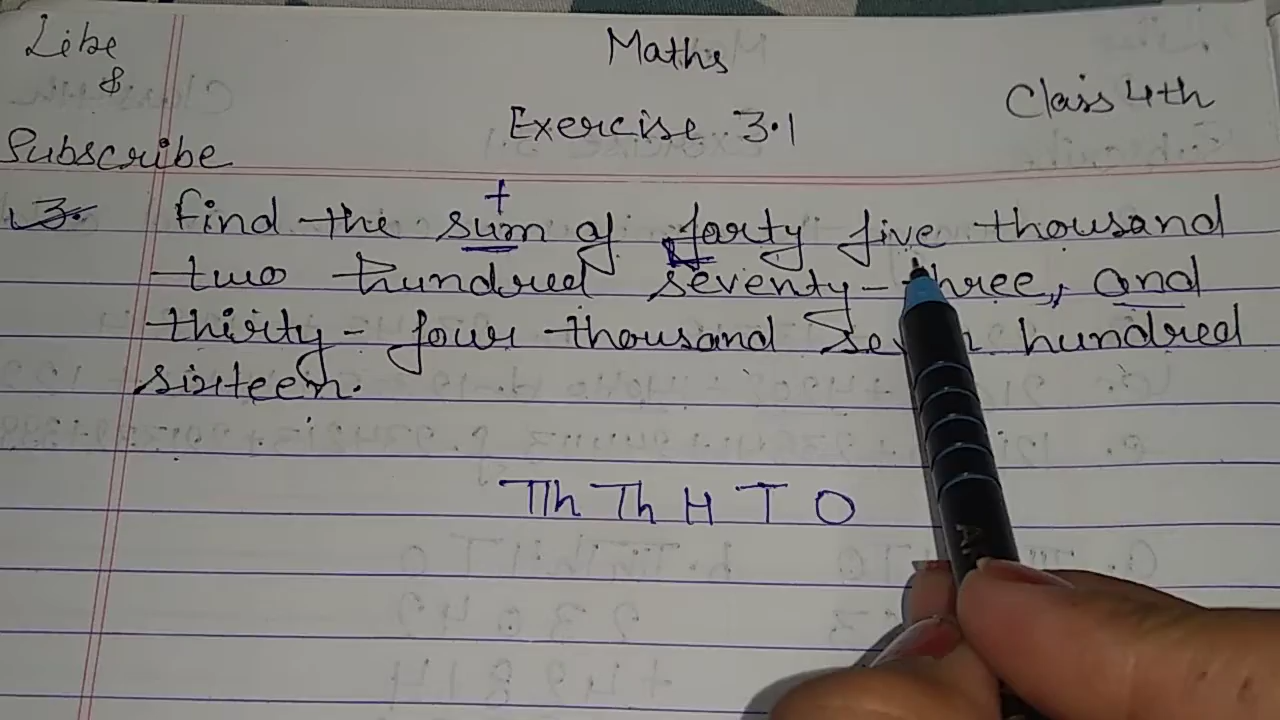 Like
&
Subscribe
Maths
Class 4th
Exercise 3.1
3. find the sum of forty five thousand
+
two hundred seventy-three, and
thirty-four thousand seven hundred
sixteen.
TTh Th H T O